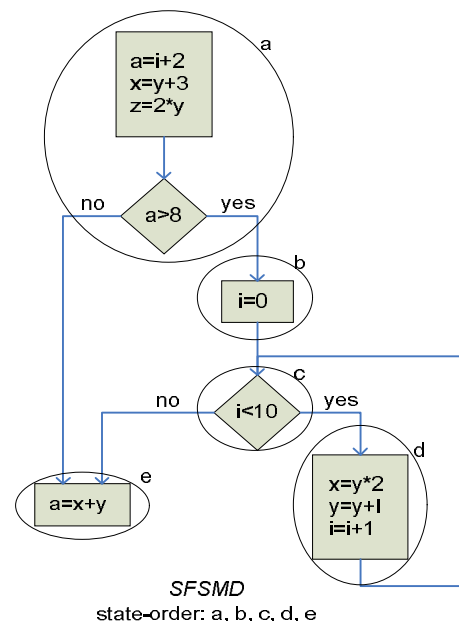 a
a=i+2
x=y+3
z=2*y
no
a>8
yes
b
i=0
c
no
i<10
yes
d
e
a=x+y
x=y*2
y=y+I
i=i+1
SFSMD
state-order: a, b, c, d, e